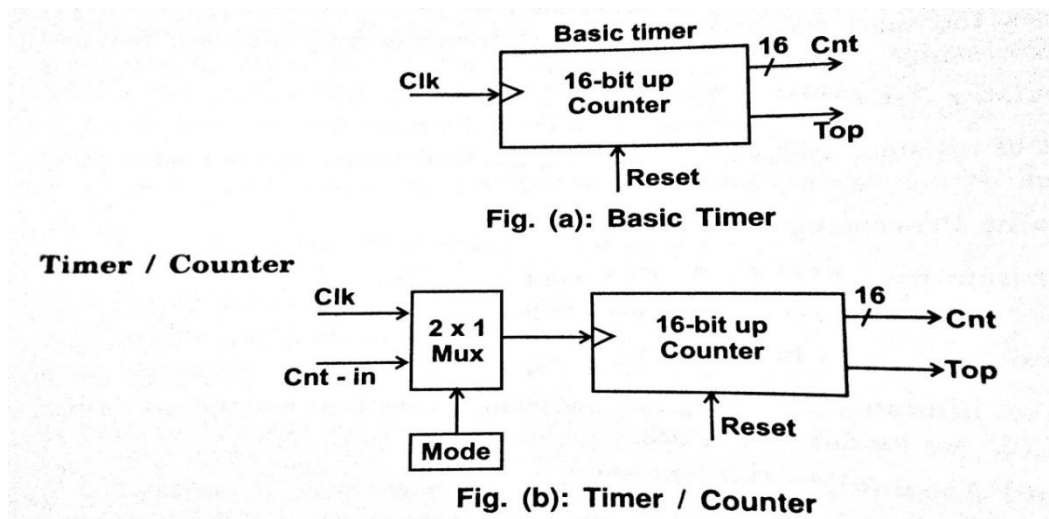 Basic timer
Clk
16-bit up
Counter
16
Cnt
Top
Reset
Fig. (a): Basic Timer
Timer / Counter
Clk
Cnt - in
2 x 1
Mux
Mode
16-bit up
Counter
16
Cnt
Top
Reset
Fig. (b): Timer / Counter